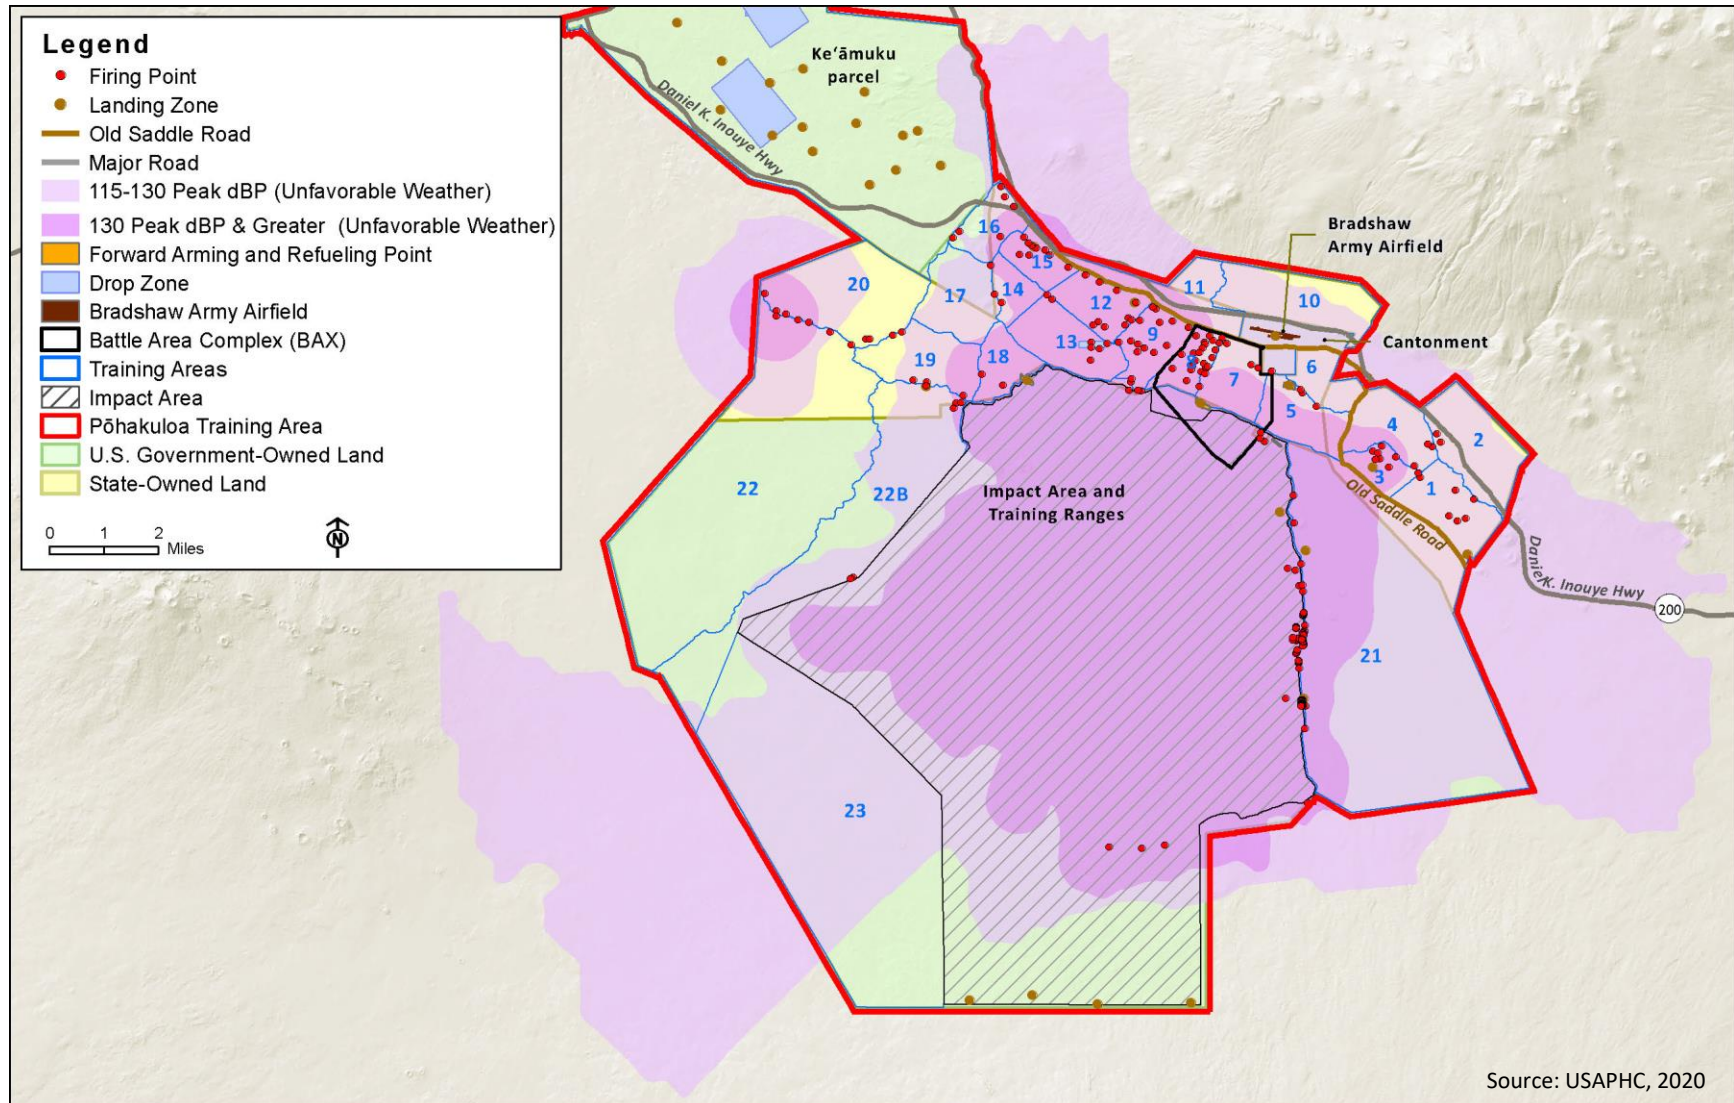 Legend
Firing Point
Landing Zone
Old Saddle Road
Major Road
115-130 Peak dBP (Unfavorable Weather)
130 Peak dBP & Greater (Unfavorable Weather)
Forward Arming and Refueling Point
Drop Zone
Bradshaw Army Airfield
Battle Area Complex (BAX)
Training Areas
Impact Area
Pōhakuloa Training Area
U.S. Government-Owned Land
State-Owned Land
0 1 2
Miles
N
Keʻāmuku
parcel
Daniel K. Inouye Hwy
Bradshaw
Army Airfield
Cantonment
16
15
20
17
14
12
11
10
13
9
8
19
18
7
6
5
4
2
3
1
22
22B
Impact Area and
Training Ranges
Old Saddle Road
Daniel K. Inouye Hwy
200
21
23
Source: USAPHC, 2020